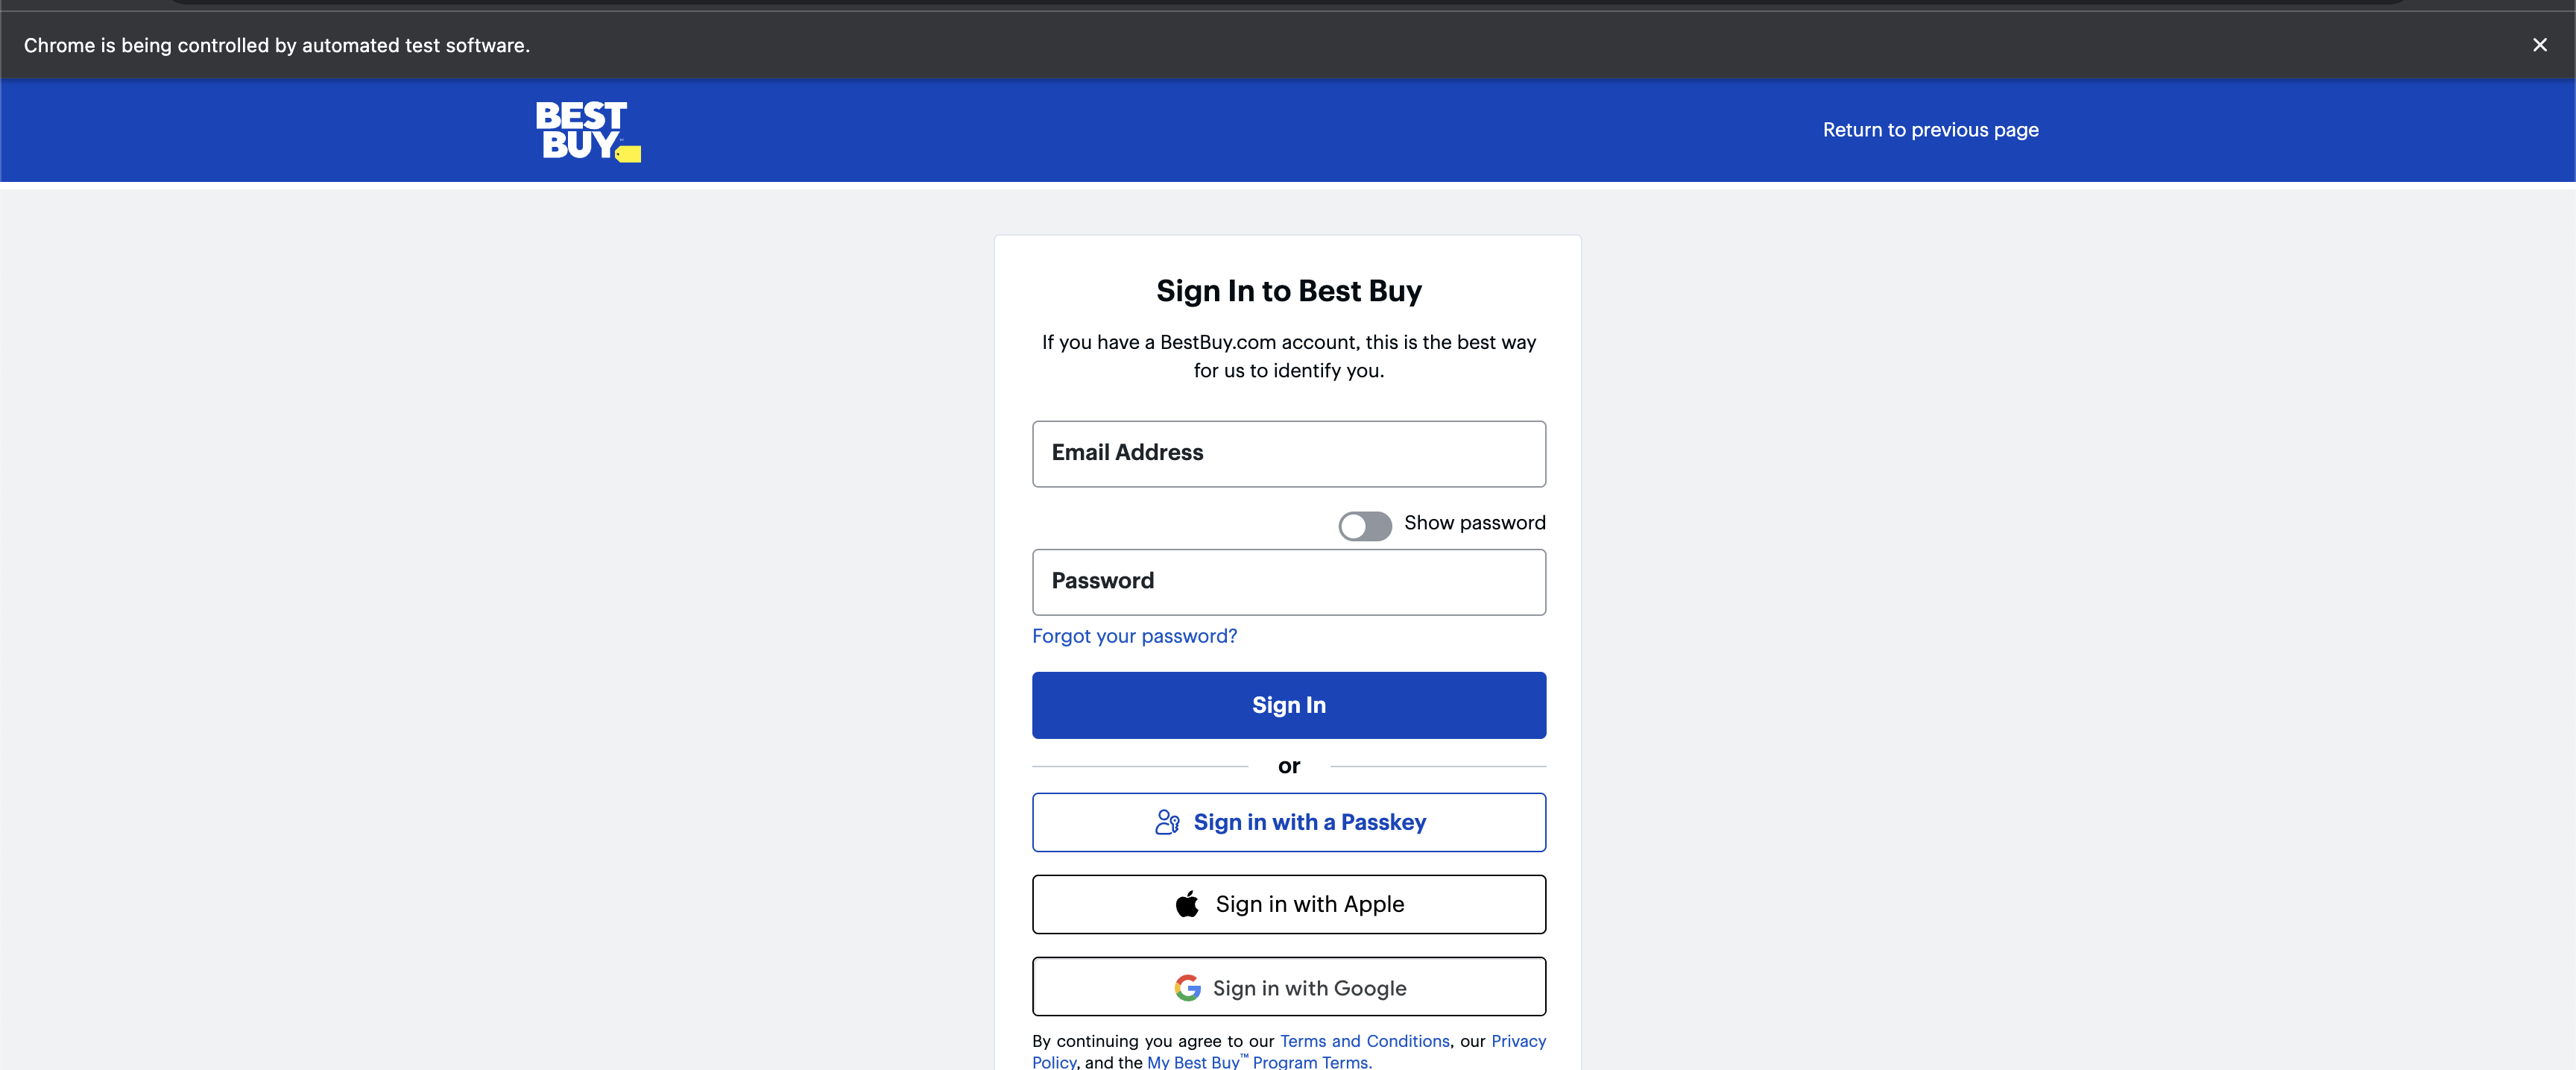 Chrome is being controlled by automated test software.
BEST
BUY
Return to previous page
Sign In to Best Buy
If you have a BestBuy.com account, this is the best way
for us to identify you.
Email Address
Show password
Password
Forgot your password?
Sign In
or
Sign in with a Passkey
Sign in with Apple
Sign in with Google
By continuing you agree to our Terms and Conditions, our Privacy
Policy, and the My Best Buy™ Program Terms.